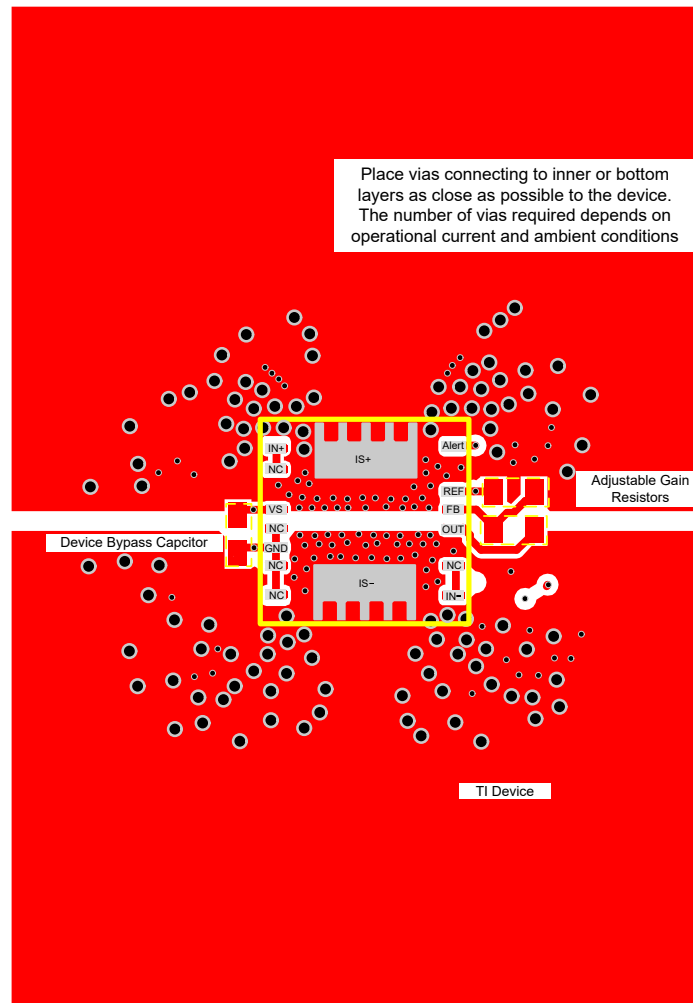 Place vias connecting to inner or bottom
layers as close as possible to the device.
The number of vias required depends on
operational current and ambient conditions
IN+
NC
IS+
Alert
Adjustable Gain
Resistors
REF
VS
FB
NC
OUT
Device Bypass Capcitor
GND
NC
NC
IS−
NC
IN−
TI Device